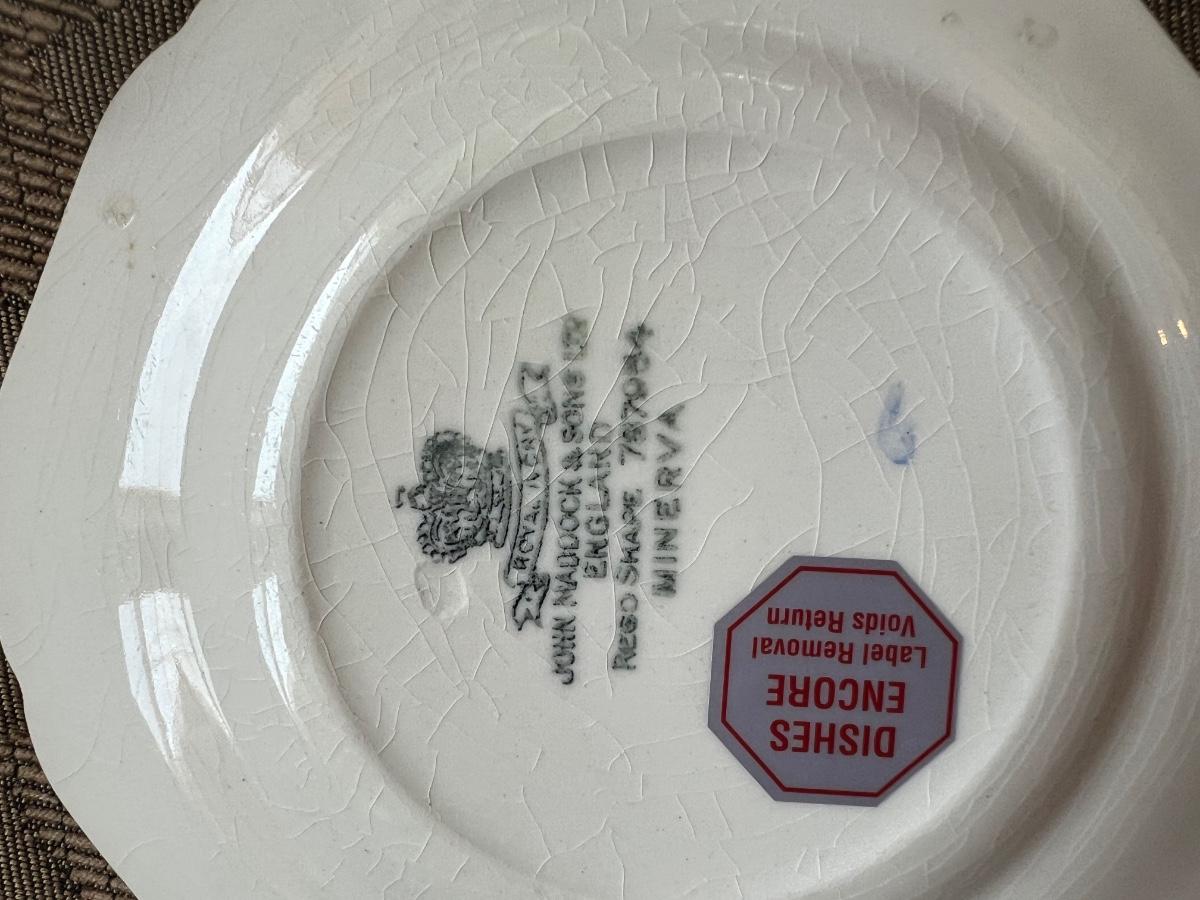 ROYAL IVORY
JOHN MADDOCK & SONS LTD
ENGLAND
REGD SHAPE 787084
MINERVA
DISHES
ENCORE
Label Removal
Voids Return